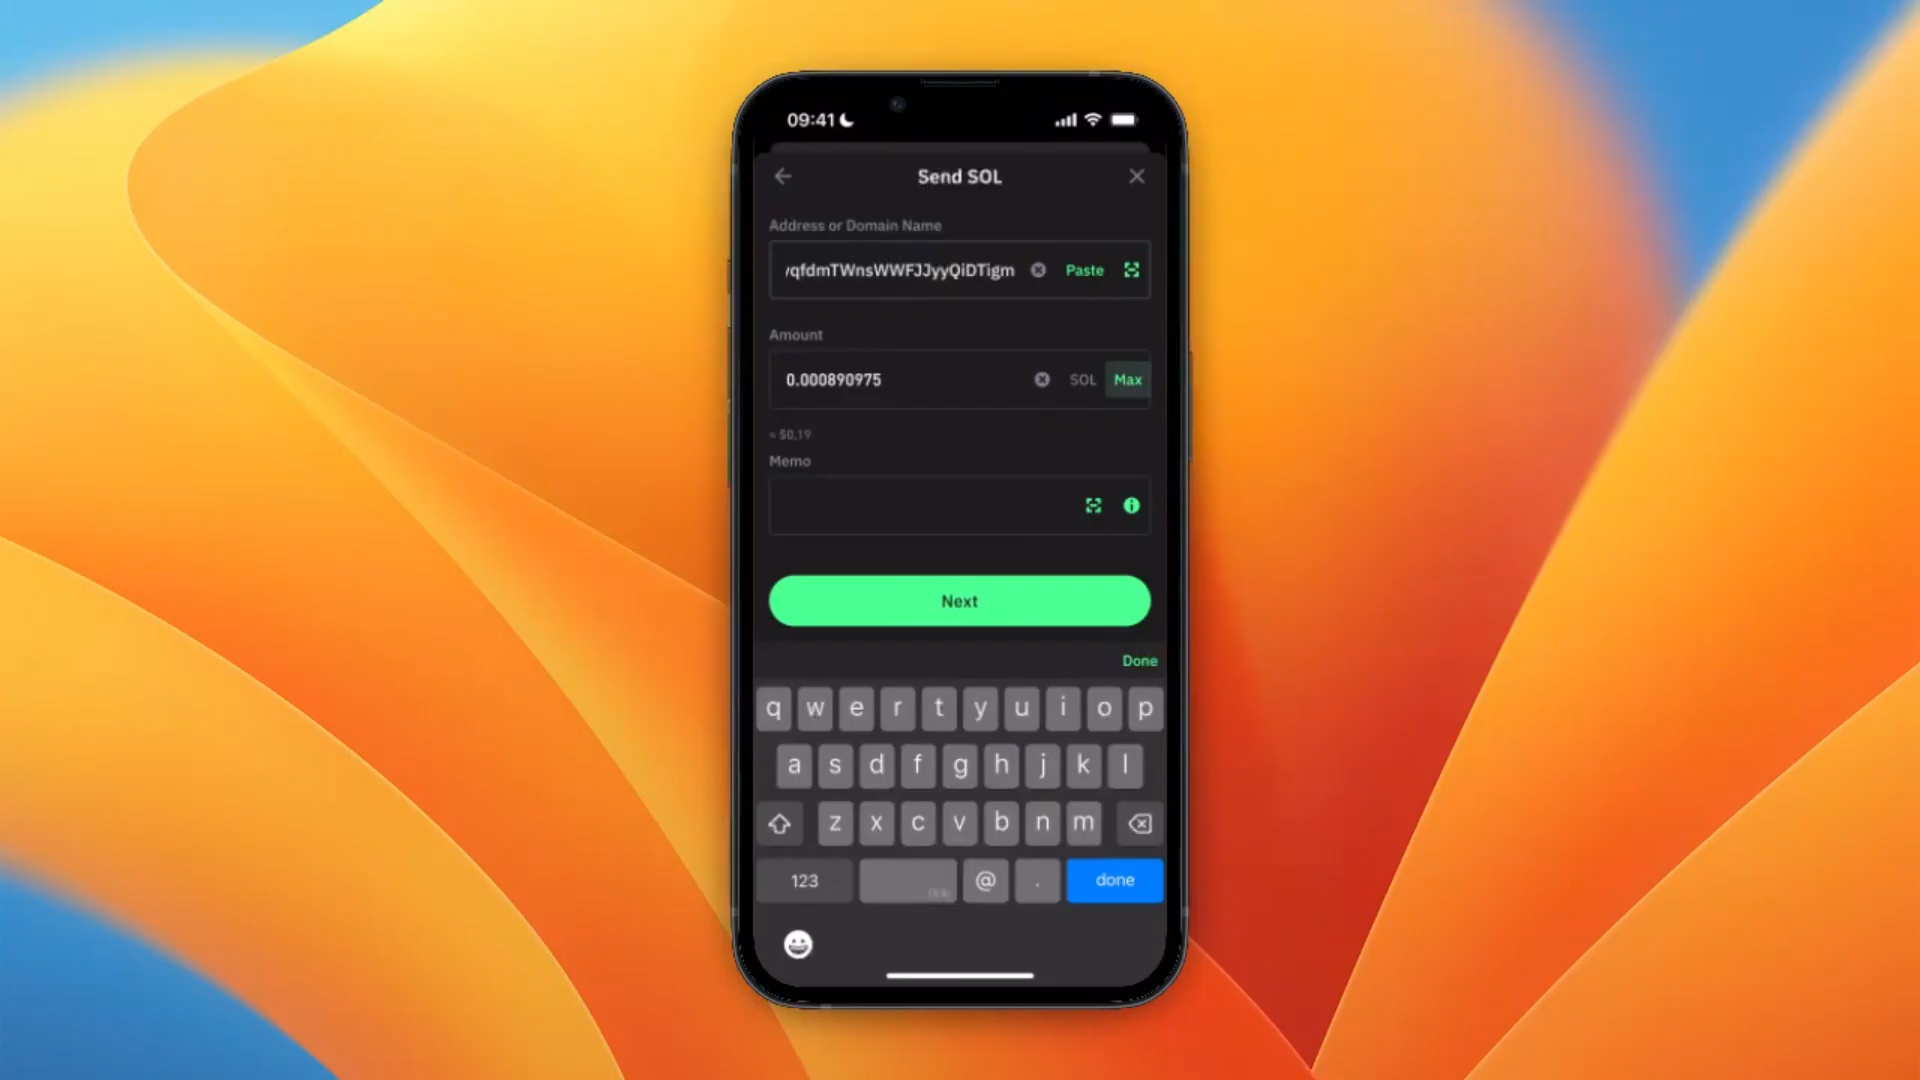 09:41
Send SOL
Address or Domain Name
yqfdmTWnsWWFJJyyQiDTigm Paste
Amount
0.000890975 SOL Max
≈ $0.19
Memo
Next
Done
q w e r t y u i o p
a s d f g h j k l
z x c v b n m
123 @ . done